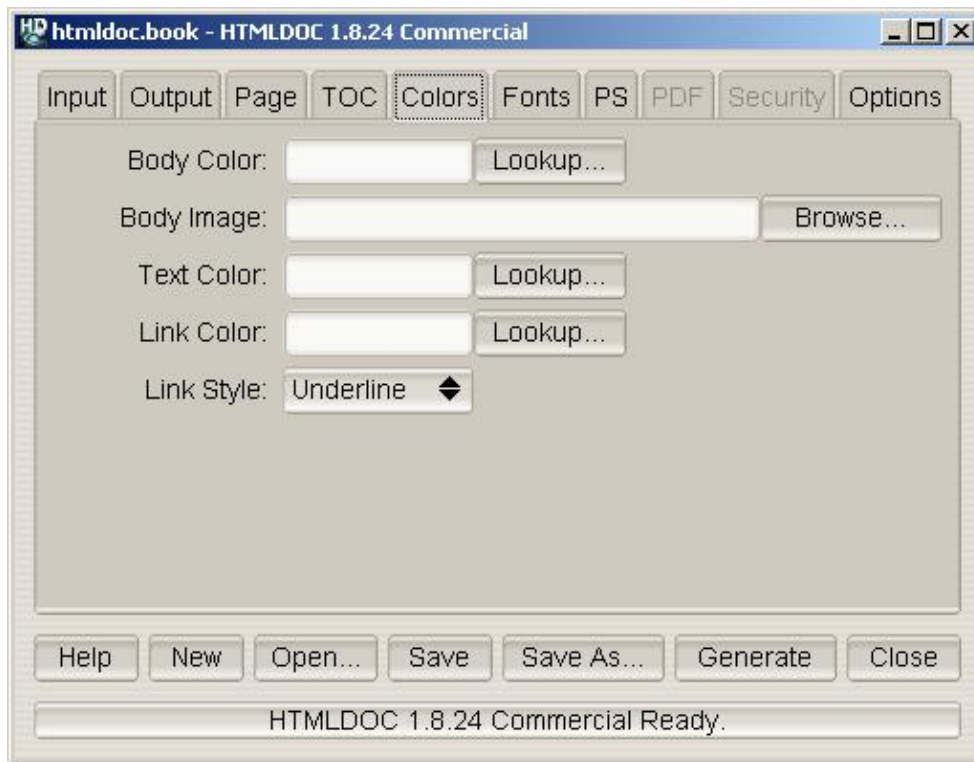 HD htmldoc.book - HTMLDOC 1.8.24 Commercial
Input Output Page TOC Colors Fonts PS PDF Security Options
Body Color: Lookup...
Body Image: Browse...
Text Color: Lookup...
Link Color: Lookup...
Link Style: Underline
Help New Open... Save Save As... Generate Close
HTMLDOC 1.8.24 Commercial Ready.